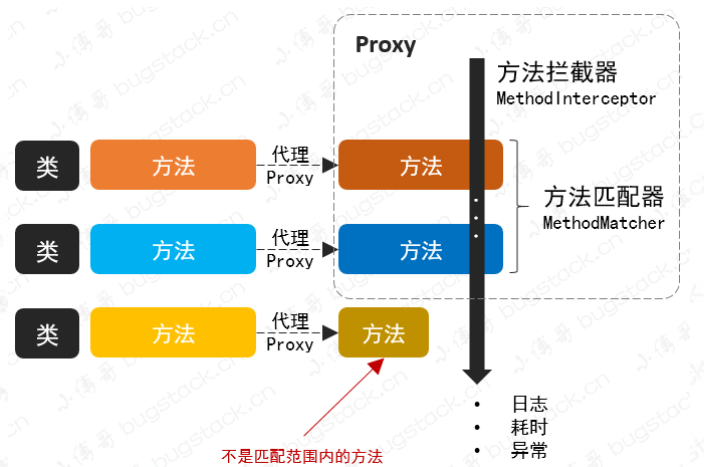 Proxy
方法拦截器
MethodInterceptor
类
方法
代理
Proxy
方法
方法匹配器
MethodMatcher
类
方法
代理
Proxy
方法
类
方法
代理
Proxy
方法
不是匹配范围内的方法
• 日志
• 耗时
• 异常
小傅哥 bugstack.cn